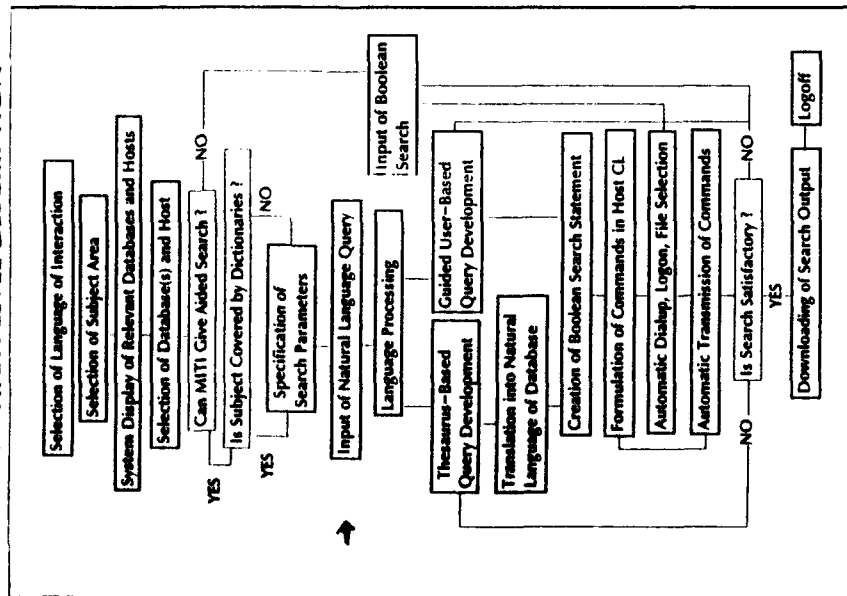 Selection of Language of Interaction
Selection of Subject Area
System Display of Relevant Databases and Hosts
Selection of Database(s) and Host
Can MITI Give Aided Search ?
NO
YES
Is Subject Covered by Dictionaries ?
YES
NO
Specification of
Search Parameters
Input of Natural Language Query
Language Processing
Input of Boolean
Search
Thesaurus-Based
Query Development
Guided User-Based
Query Development
Translation into Natural
Language of Database
Creation of Boolean Search Statement
Formulation of Commands in Host CL
Automatic Dialup, Logon, File Selection
Automatic Transmission of Commands
NO
Is Search Satisfactory ?
NO
YES
Downloading of Search Output
Logoff